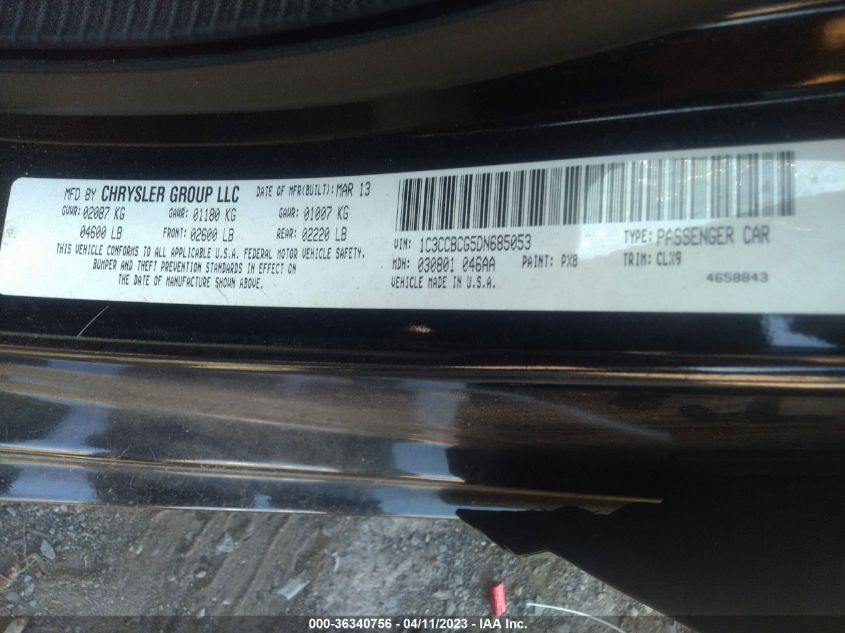 MFD BY CHRYSLER GROUP LLC DATE OF MFR(BUILT): MAR 13
GVWR: 02087 KG GAWR: 01180 KG GAWR: 01007 KG
04600 LB FRONT: 02600 LB REAR: 02220 LB
THIS VEHICLE CONFORMS TO ALL APPLICABLE U.S.A. FEDERAL MOTOR VEHICLE SAFETY,
BUMPER AND THEFT PREVENTION STANDARDS IN EFFECT ON
THE DATE OF MANUFACTURE SHOWN ABOVE.
VIN: 1C3CCBCG5DN685053 TYPE: PASSENGER CAR
MDH: 030801 046AA PAINT: PX8 TRIM: CLX9
VEHICLE MADE IN U.S.A. 4658843
000-36340756 - 04/11/2023 - IAA Inc.